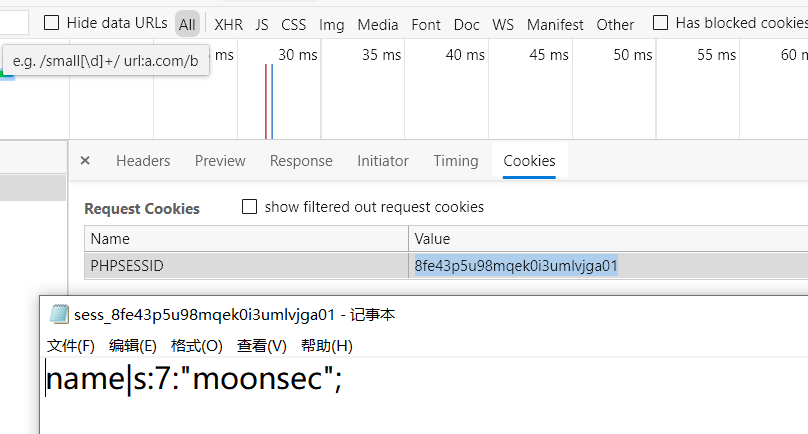 Hide data URLs All XHR JS CSS Img Media Font Doc WS Manifest Other Has blocked cookies
e.g. /small[\d]+/ url:a.com/b
ms 30 ms 35 ms 40 ms 45 ms 50 ms 55 ms 60 m
× Headers Preview Response Initiator Timing Cookies
Request Cookies show filtered out request cookies
Name Value
PHPSESSID 8fe43p5u98mqek0i3umlvjga01
sess_8fe43p5u98mqek0i3umlvjga01 - 记事本
文件(F) 编辑(E) 格式(O) 查看(V) 帮助(H)
name|s:7:"moonsec";